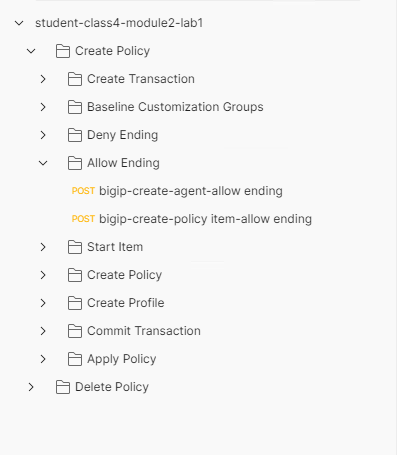 student-class4-module2-lab1
Create Policy
Create Transaction
Baseline Customization Groups
Deny Ending
Allow Ending
POST bigip-create-agent-allow ending
POST bigip-create-policy item-allow ending
Start Item
Create Policy
Create Profile
Commit Transaction
Apply Policy
Delete Policy